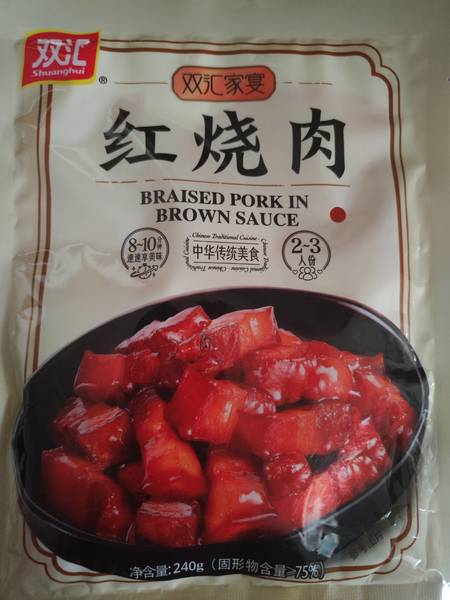 双汇
Shuanghui
®
双汇家宴
红烧肉
BRAISED PORK IN
BROWN SAUCE
8~10分钟
速速享美味
Chinese Traditional Cuisine
中华传统美食
2~3
人份
净含量:240g（固形物含量≥75%）